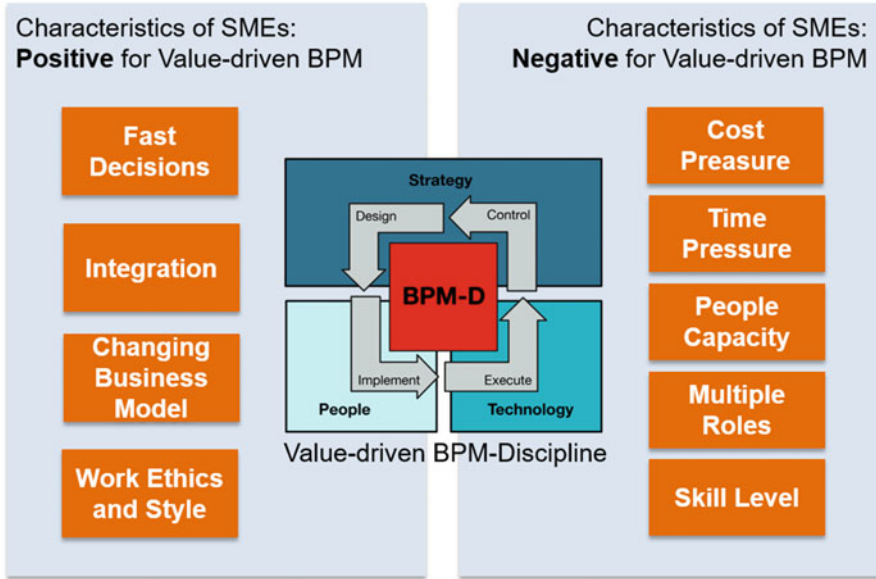 Characteristics of SMEs:
Positive for Value-driven BPM
Fast
Decisions
Integration
Changing
Business
Model
Work Ethics
and Style
Strategy
Design
Control
BPM-D
Implement
Execute
People
Technology
Value-driven BPM-Discipline
Characteristics of SMEs:
Negative for Value-driven BPM
Cost
Preasure
Time
Pressure
People
Capacity
Multiple
Roles
Skill Level